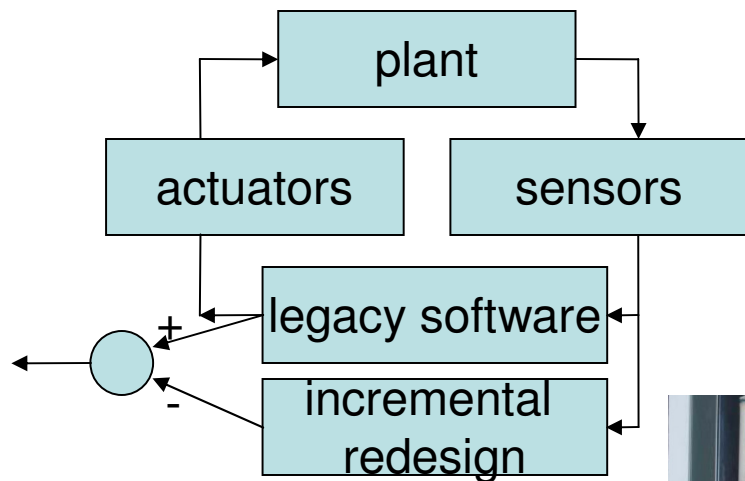 plant
actuators
sensors
+
legacy software
-
incremental
redesign